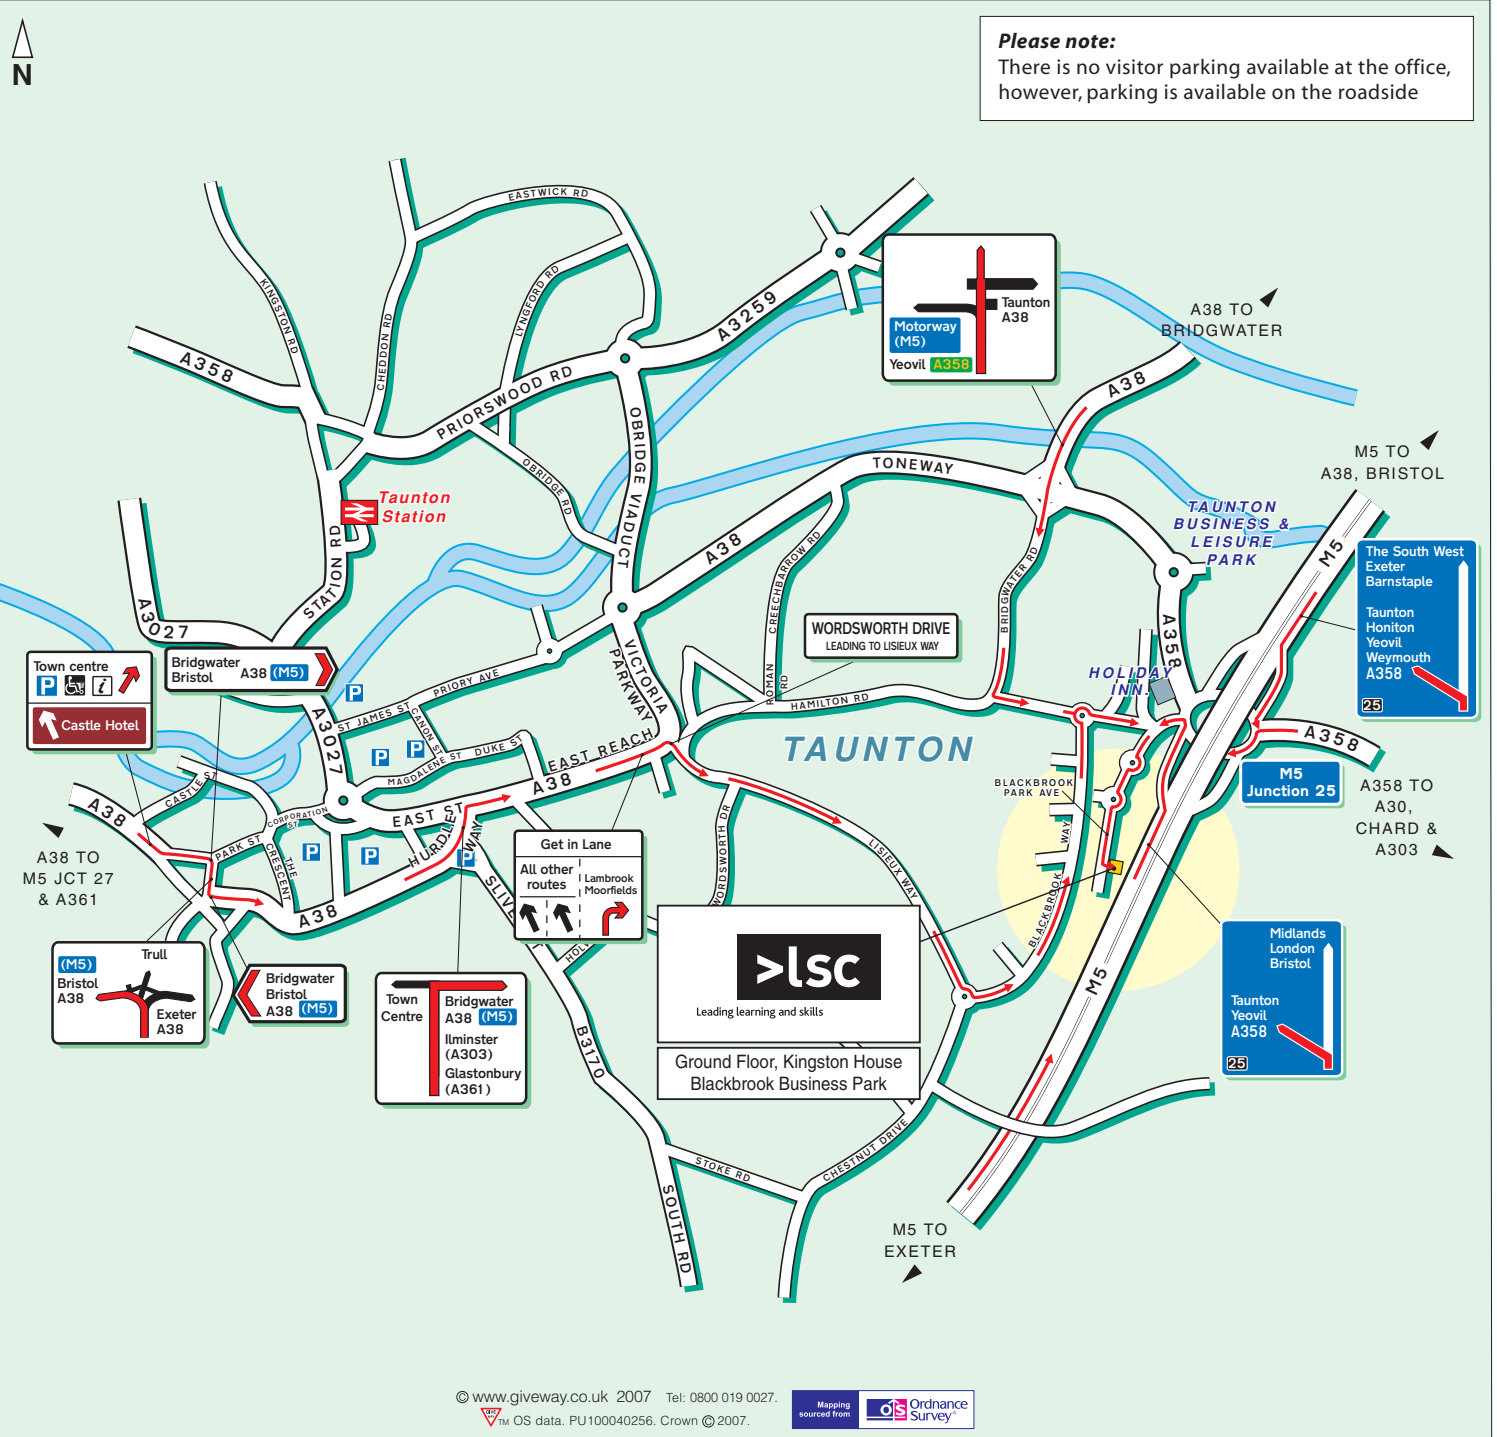 N
Please note:
There is no visitor parking available at the office,
however, parking is available on the roadside
EASTWICK RD
KINGSTON RD
CHEDDON RD
LYNGFORD RD
A3259
A358
PRIORSWOOD RD
OBRIDGE VIADUCT
OBRIDGE RD
Taunton
A38
Motorway
(M5)
Yeovil A358
A38 TO
BRIDGWATER
A38
TONEWAY
M5 TO
A38, BRISTOL
Taunton
Station
STATION RD
A38
CREECHBARROW RD
BRIDGWATER RD
TAUNTON
BUSINESS &
LEISURE
PARK
M5
The South West
Exeter
Barnstaple
Taunton
Honiton
Yeovil
Weymouth
A358
25
A3027
A358
WORDSWORTH DRIVE
LEADING TO LISIEUX WAY
Town centre
P
i
Castle Hotel
Bridgwater
Bristol
A38 (M5)
P
PRIORY AVE
VICTORIA
PARKWAY
ROMAN
RD
HAMILTON RD
HOLIDAY
INN.
A3027
ST JAMES ST
CANON ST
P
P
MAGDALENE ST
DUKE ST
EAST REACH
A38
TAUNTON
A358
M5
Junction 25
A358 TO
A30,
CHARD &
A303
BLACKBROOK
PARK AVE
CASTLE ST
A38
CORPORATION
ST
EAST ST
PARK ST
THE
CRESCENT
P
P
HURDLE
WAY
P
A38 TO
M5 JCT 27
& A361
A38
Get in Lane
All other
routes
Lambrook
Moorfields
WORDSWORTH DR
LISIEUX WAY
BLACKBROOK
WAY
>lsc
Leading learning and skills
Ground Floor, Kingston House
Blackbrook Business Park
(M5)
Bristol
A38
Trull
Exeter
A38
Bridgwater
Bristol
A38 (M5)
Town
Centre
Bridgwater
A38 (M5)
Ilminster
(A303)
Glastonbury
(A361)
M5
Midlands
London
Bristol
Taunton
Yeovil
A358
25
B3170
STOKE RD
CHESTNUT DRIVE
SOUTH RD
M5 TO
EXETER
© www.giveway.co.uk 2007 Tel: 0800 019 0027.
TM OS data. PU100040256. Crown © 2007.
Mapping
sourced from
OS Ordnance
Survey®